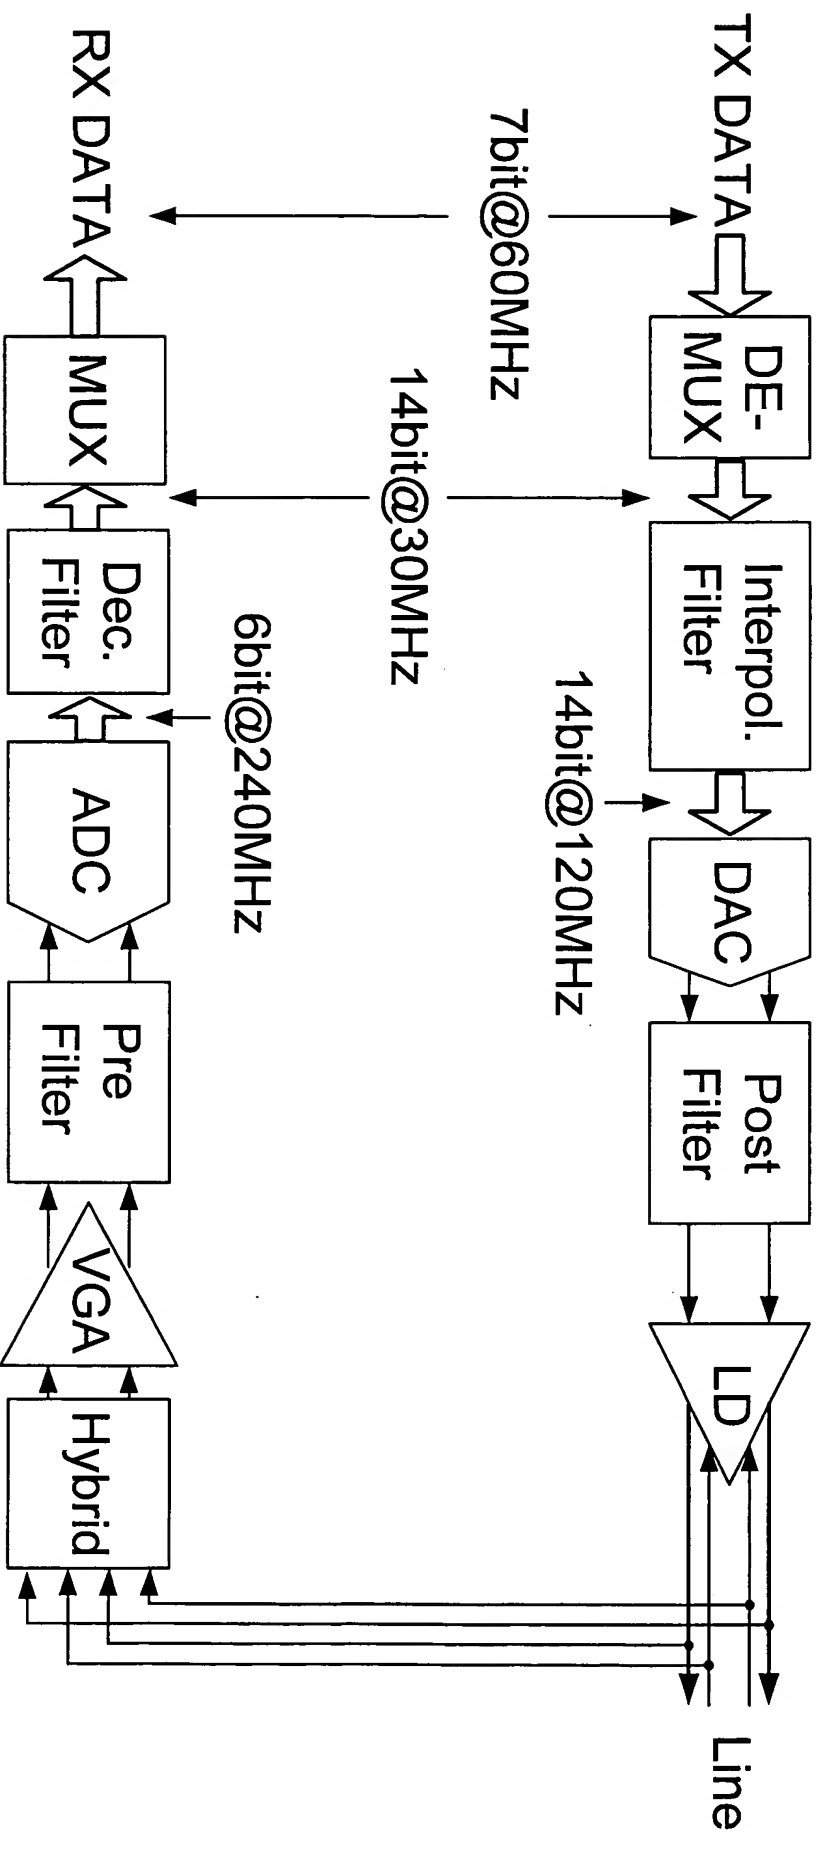 TX DATA
DE-
MUX
Interpol.
Filter
DAC
Post
Filter
LD
Line
14bit@120MHz
7bit@60MHz
14bit@30MHz
6bit@240MHz
RX DATA
MUX
Dec.
Filter
ADC
Pre
Filter
VGA
Hybrid